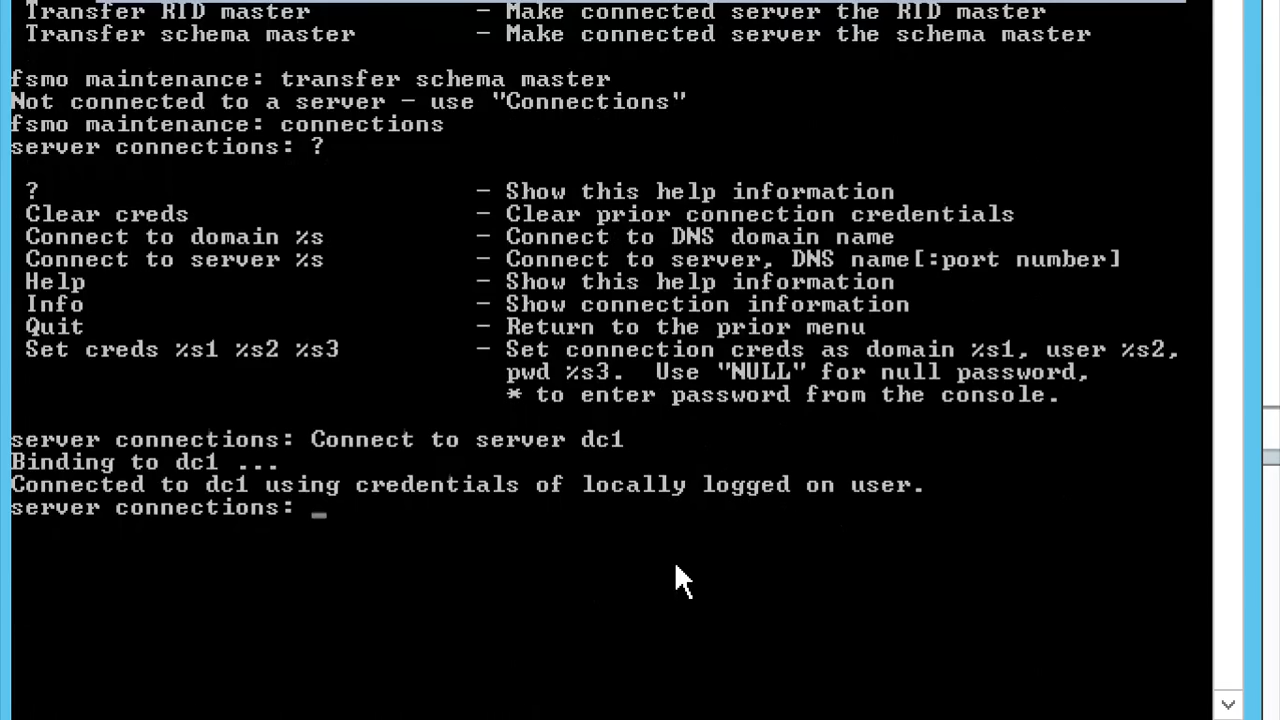 Transfer RID master - Make connected server the RID master
Transfer schema master - Make connected server the schema master
fsmo maintenance: transfer schema master
Not connected to a server - use "Connections"
fsmo maintenance: connections
server connections: ?
? - Show this help information
Clear creds - Clear prior connection credentials
Connect to domain %s - Connect to DNS domain name
Connect to server %s - Connect to server, DNS name[:port number]
Help - Show this help information
Info - Show connection information
Quit - Return to the prior menu
Set creds %s1 %s2 %s3 - Set connection creds as domain %s1, user %s2,
pwd %s3. Use "NULL" for null password,
* to enter password from the console.
server connections: Connect to server dc1
Binding to dc1 ...
Connected to dc1 using credentials of locally logged on user.
server connections: _